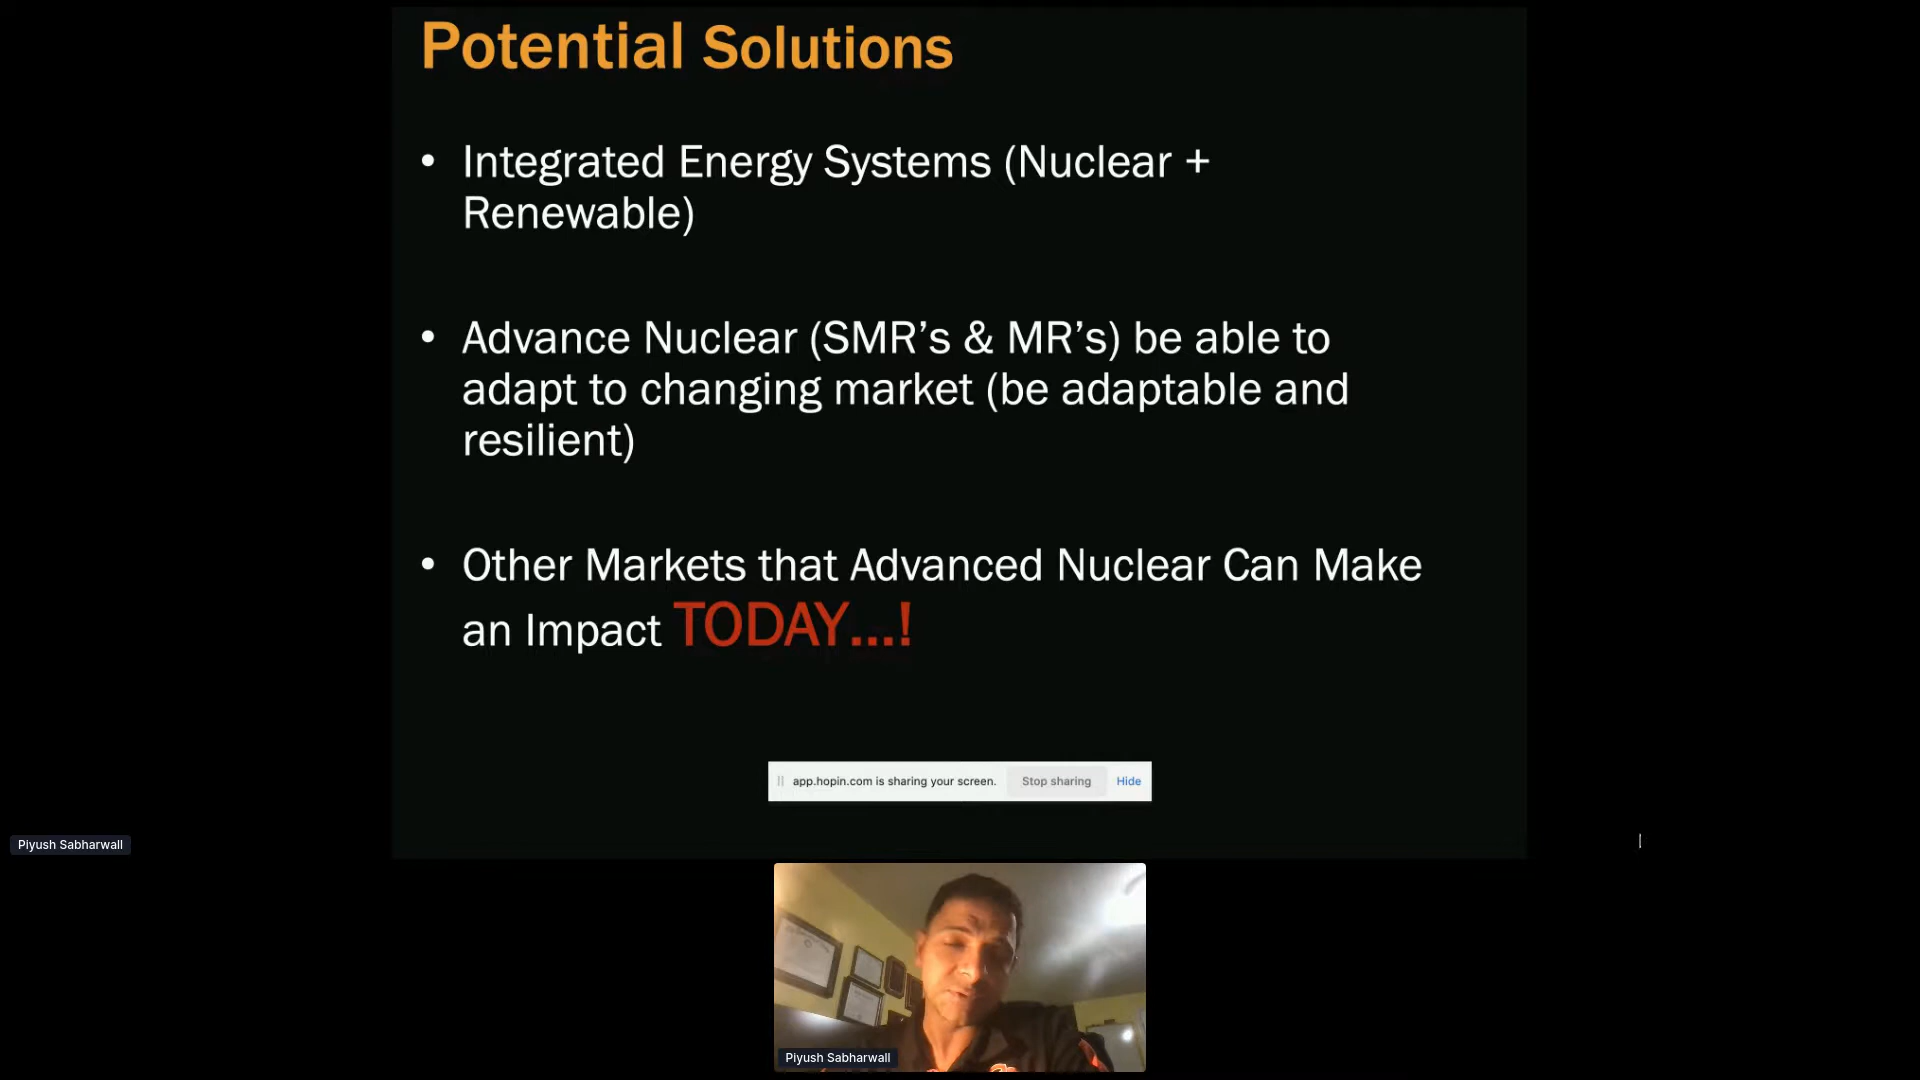 Potential Solutions
• Integrated Energy Systems (Nuclear +
Renewable)
• Advance Nuclear (SMR’s & MR’s) be able to
adapt to changing market (be adaptable and
resilient)
• Other Markets that Advanced Nuclear Can Make
an Impact TODAY...!
app.hopin.com is sharing your screen. Stop sharing Hide
Piyush Sabharwall
Piyush Sabharwall